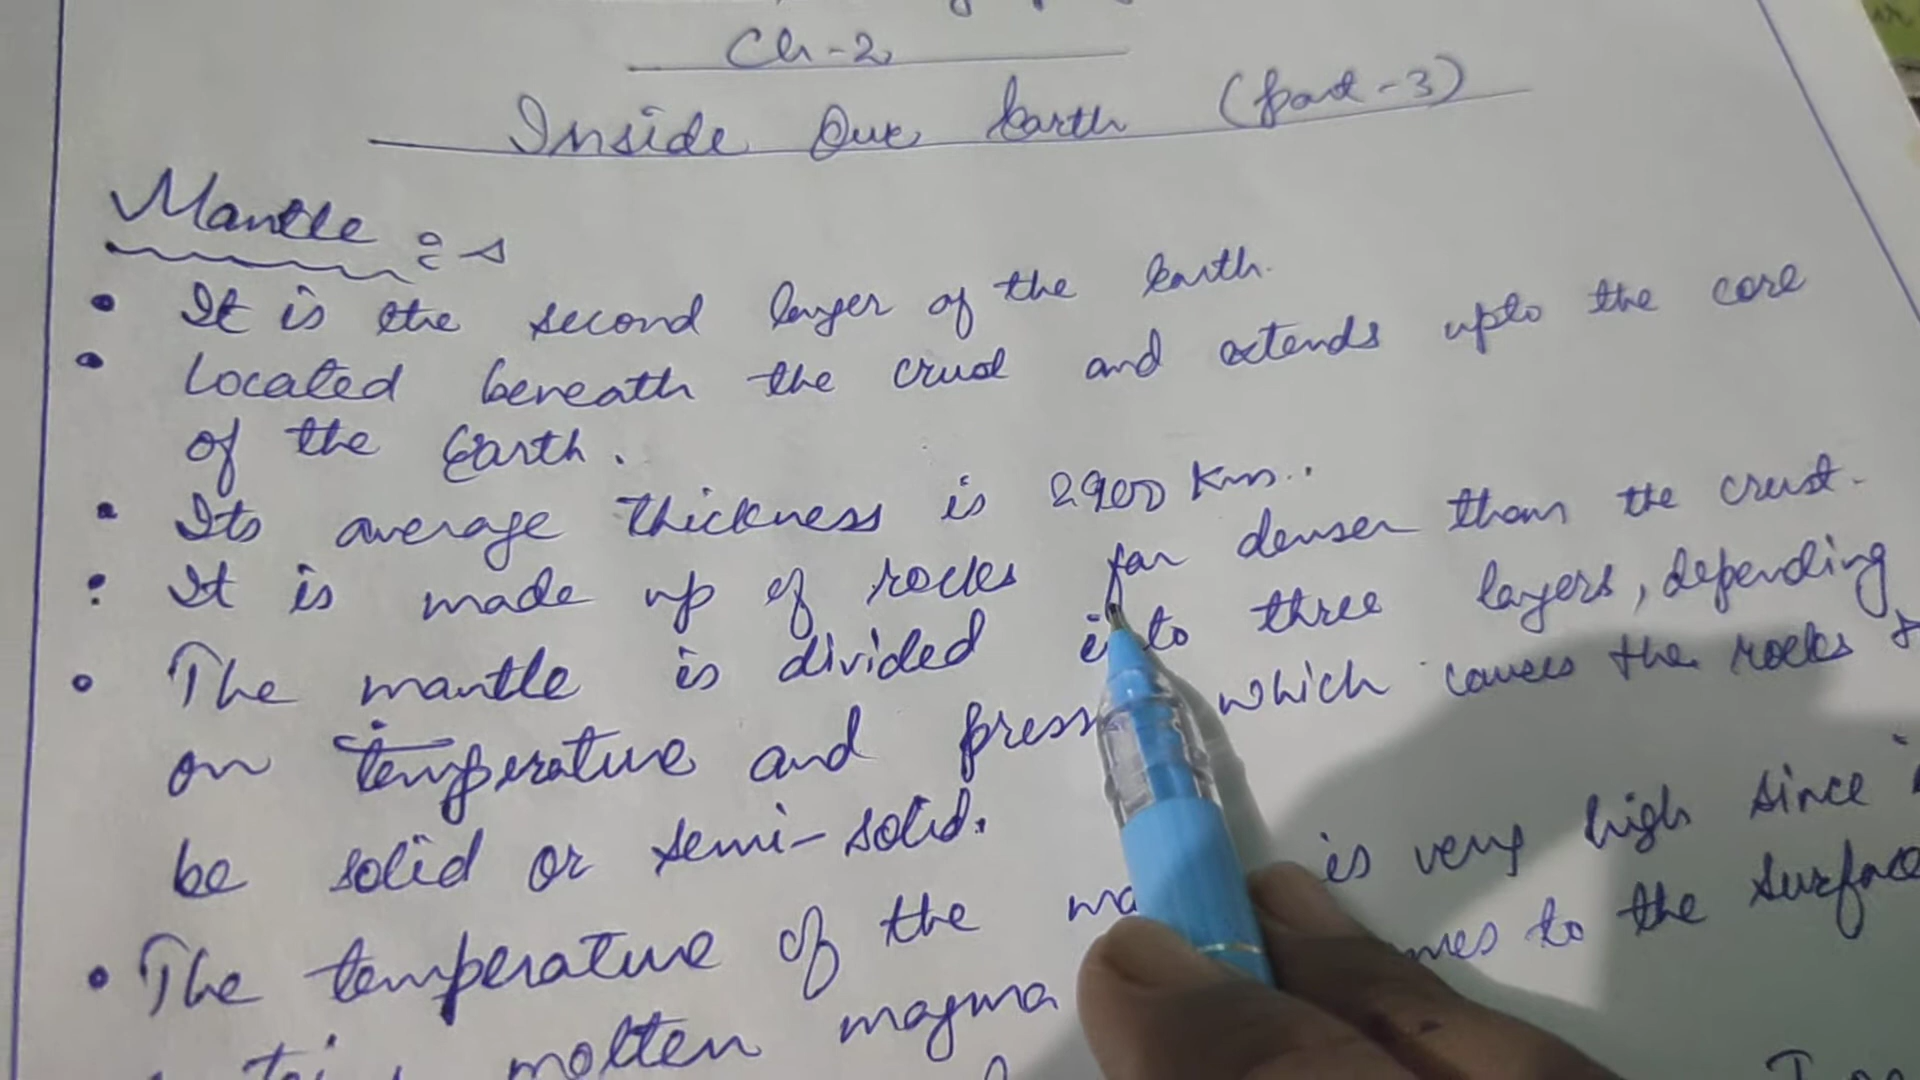 Ch-2
Inside Our Earth (Part-3)
Mantle :→
• It is the second layer of the Earth.
• Located beneath the crust and extends upto the core
of the Earth.
• Its average thickness is 2900 Km.
• It is made up of rocks far denser than the crust.
• The mantle is divided into three layers, depending
on temperature and press which causes the rocks
be solid or semi-solid.
• The temperature of the is very high since
molten magma to the surface